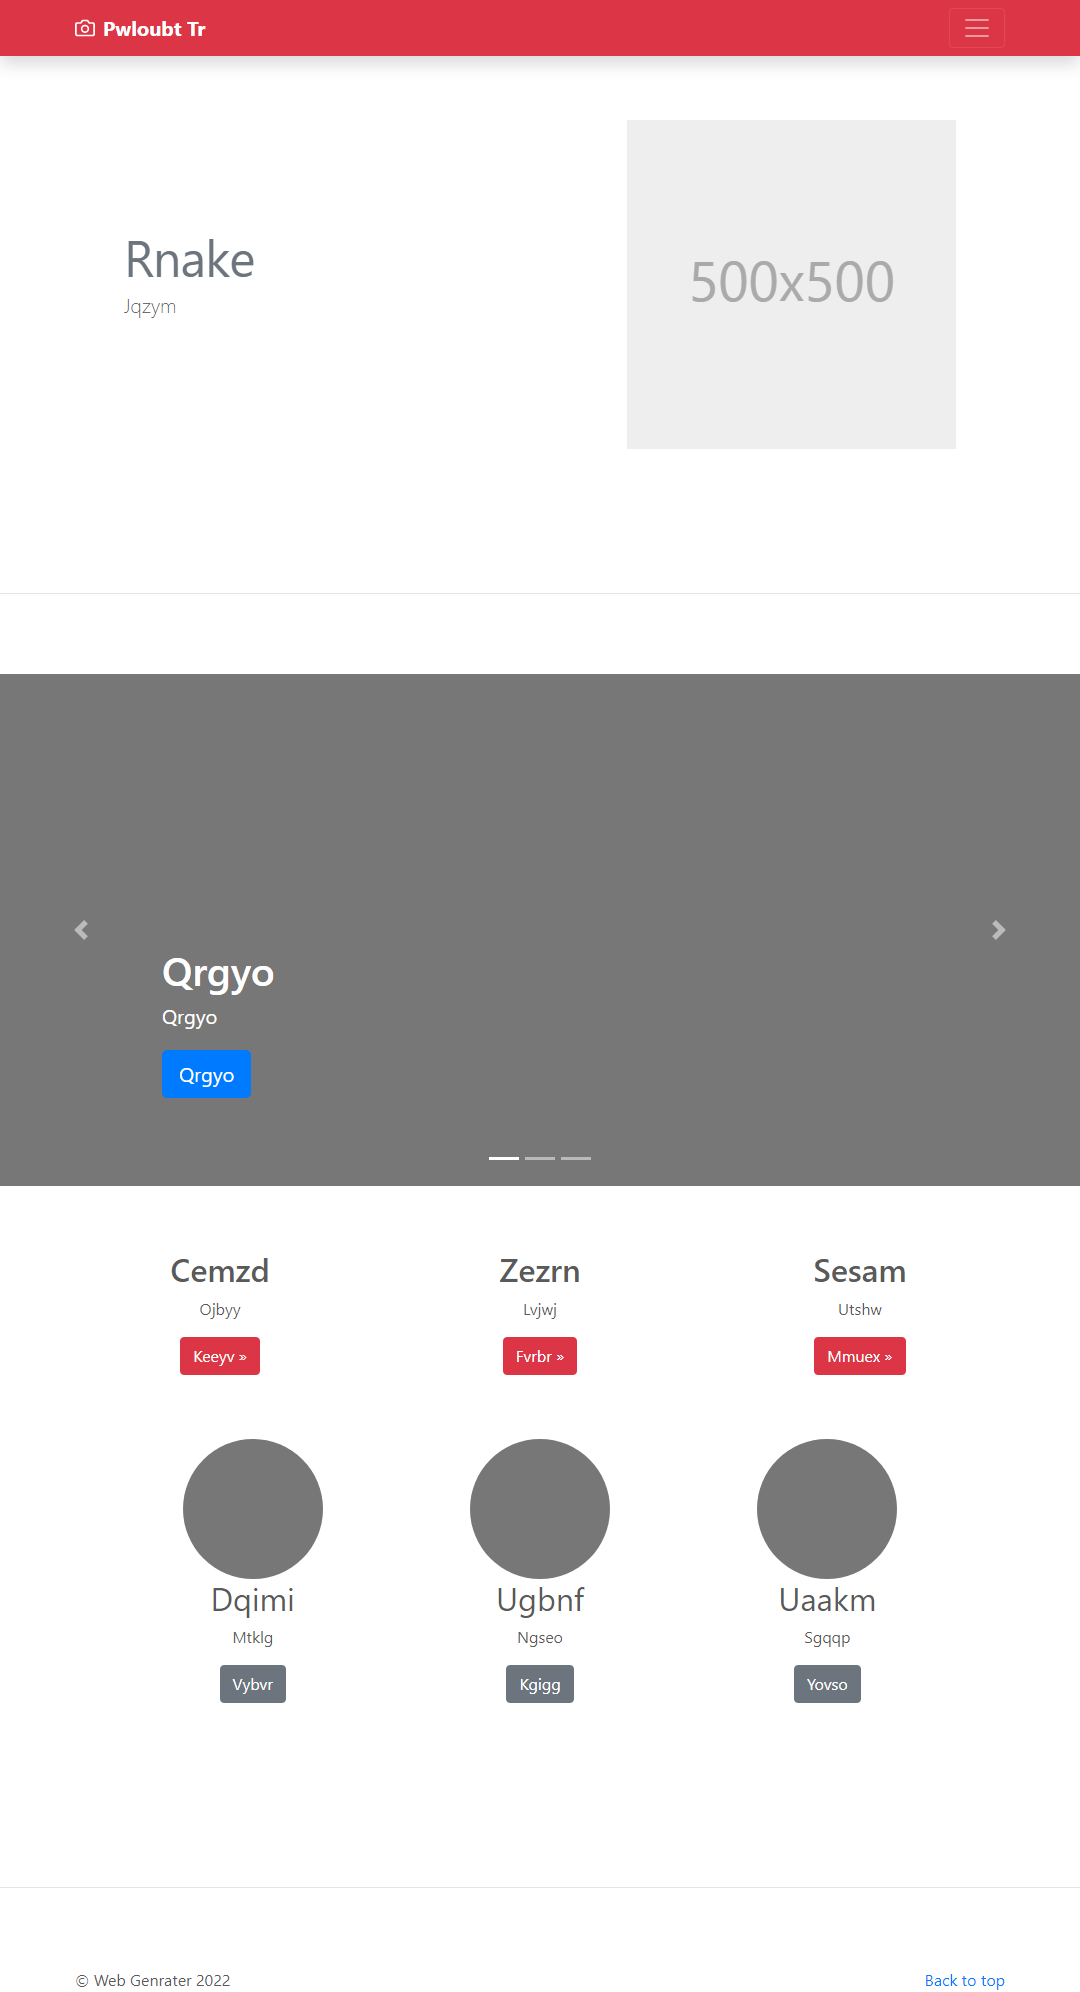 Pwloubt Tr
Rnake
Jqzym
500x500
Qrgyo
Qrgyo
Qrgyo
Cemzd
Ojbyy
Keeyv »
Zezrn
Lvjwj
Fvrbr »
Sesam
Utshw
Mmuex »
Dqimi
Mtklg
Vybvr
Ugbnf
Ngseo
Kgigg
Uaakm
Sgqqp
Yovso
© Web Genrater 2022
Back to top